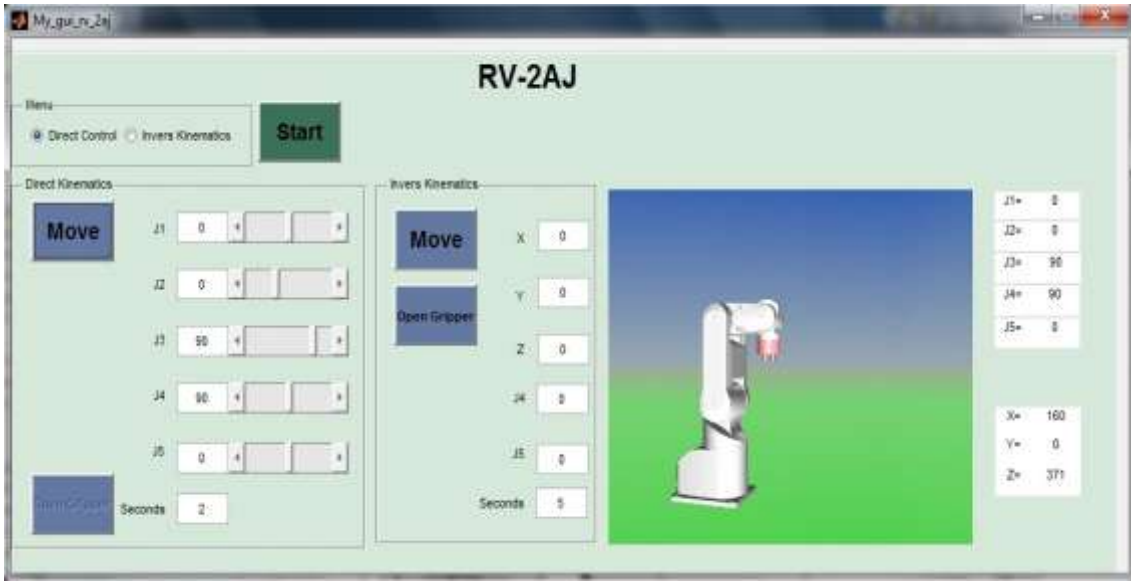 My_gui_rv_2aj
RV-2AJ
Menu
Direct Control Invers Kinematics
Start
Direct Kinematics
Move
J1 0
J2 0
J3 90
J4 90
J5 0
Seconds 2
Invers Kinematics
Move
Open Gripper
X 0
Y 0
Z 0
J4 0
J5 0
Seconds 5
J1= 0
J2= 0
J3= 90
J4= 90
J5= 0
X= 160
Y= 0
Z= 371